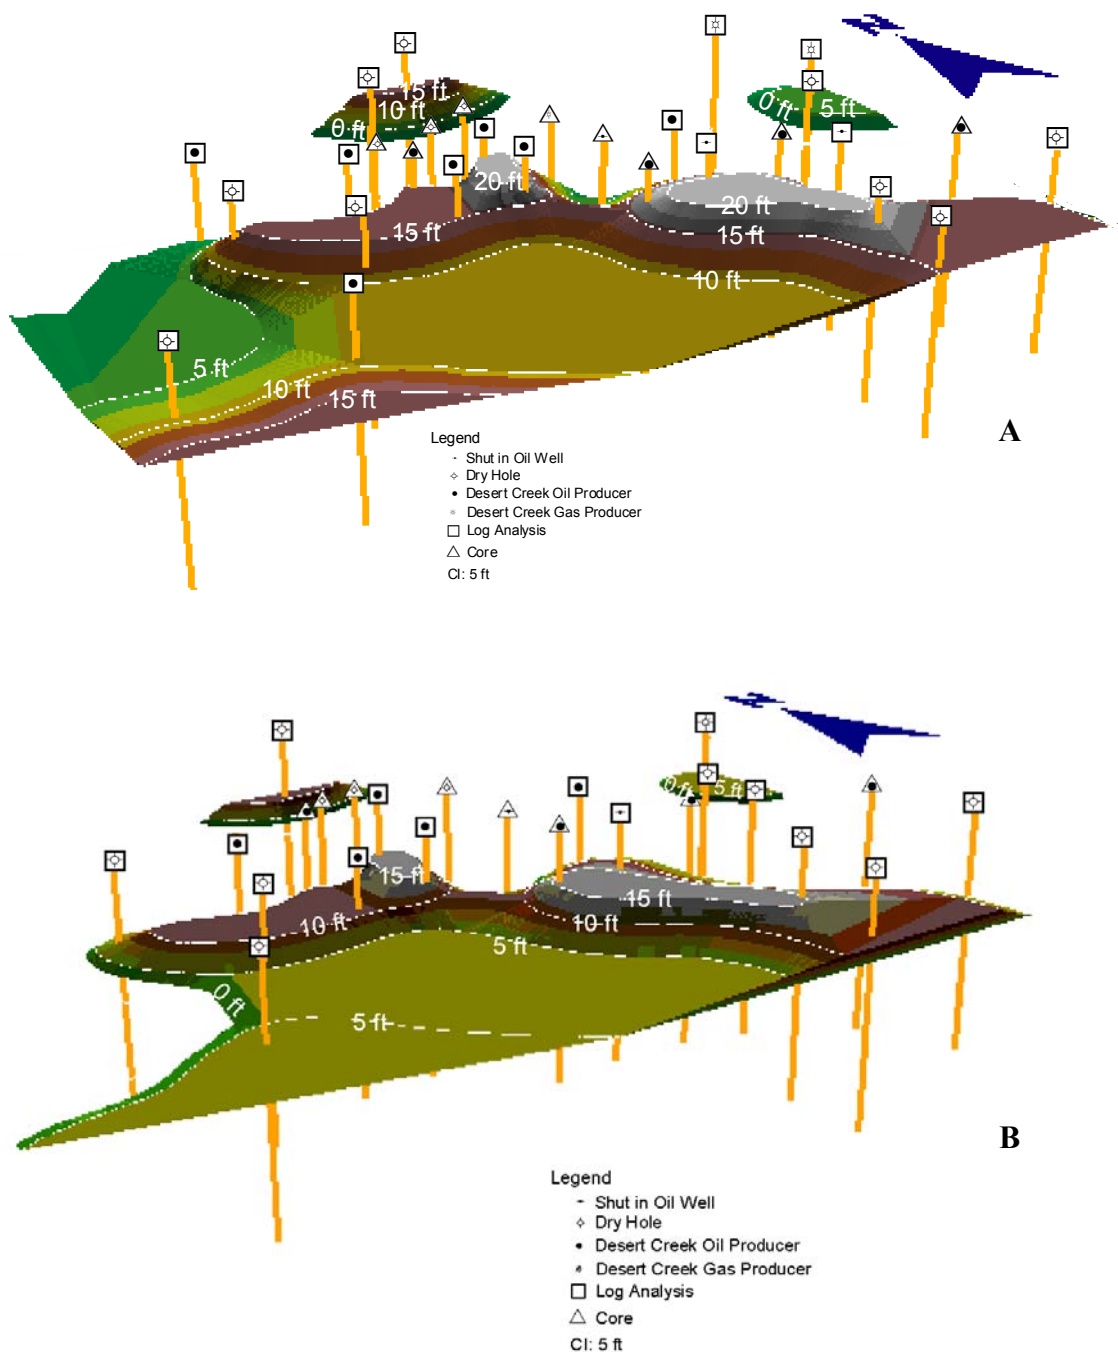 N
15 ft
10 ft
0 ft
0 ft
5 ft
20 ft
20 ft
15 ft
15 ft
10 ft
5 ft
10 ft
15 ft
A
Legend
Shut in Oil Well
Dry Hole
Desert Creek Oil Producer
Desert Creek Gas Producer
Log Analysis
Core
CI: 5 ft
N
0 ft
5 ft
15 ft
15 ft
10 ft
10 ft
5 ft
0 ft
5 ft
B
Legend
Shut in Oil Well
Dry Hole
Desert Creek Oil Producer
Desert Creek Gas Producer
Log Analysis
Core
CI: 5 ft